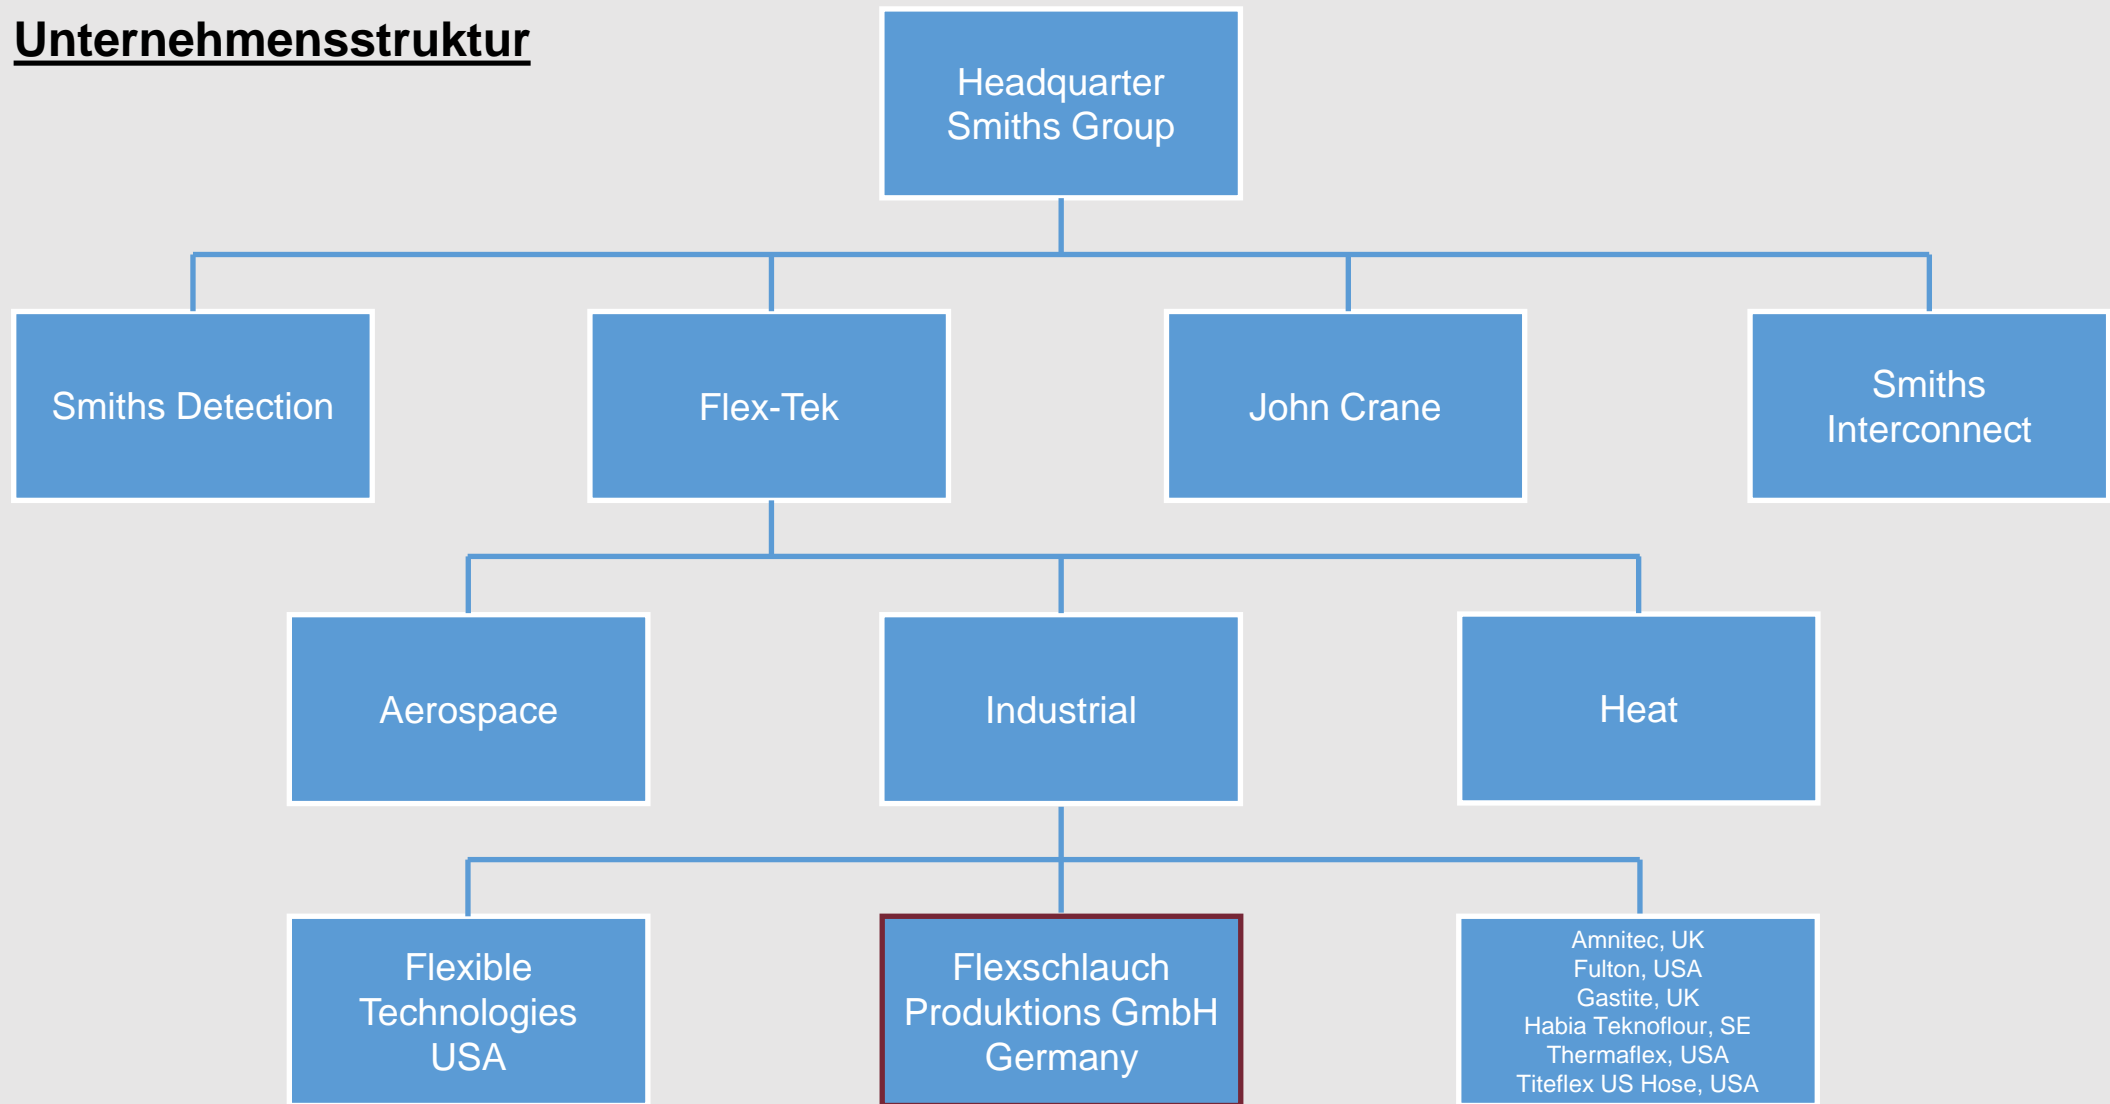 Unternehmensstruktur
Headquarter
Smiths Group
Smiths Detection
Flex-Tek
John Crane
Smiths
Interconnect
Aerospace
Industrial
Heat
Flexible
Technologies
USA
Flexschlauch
Produktions GmbH
Germany
Amnitec, UK
Fulton, USA
Gastite, UK
Habia Teknoflour, SE
Thermaflex, USA
Titeflex US Hose, USA